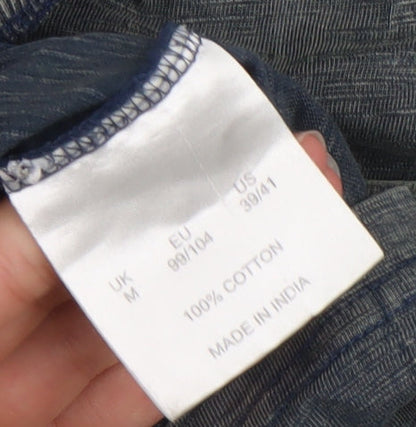 UK EU US
M 99/104 39/41
100% COTTON
MADE IN INDIA